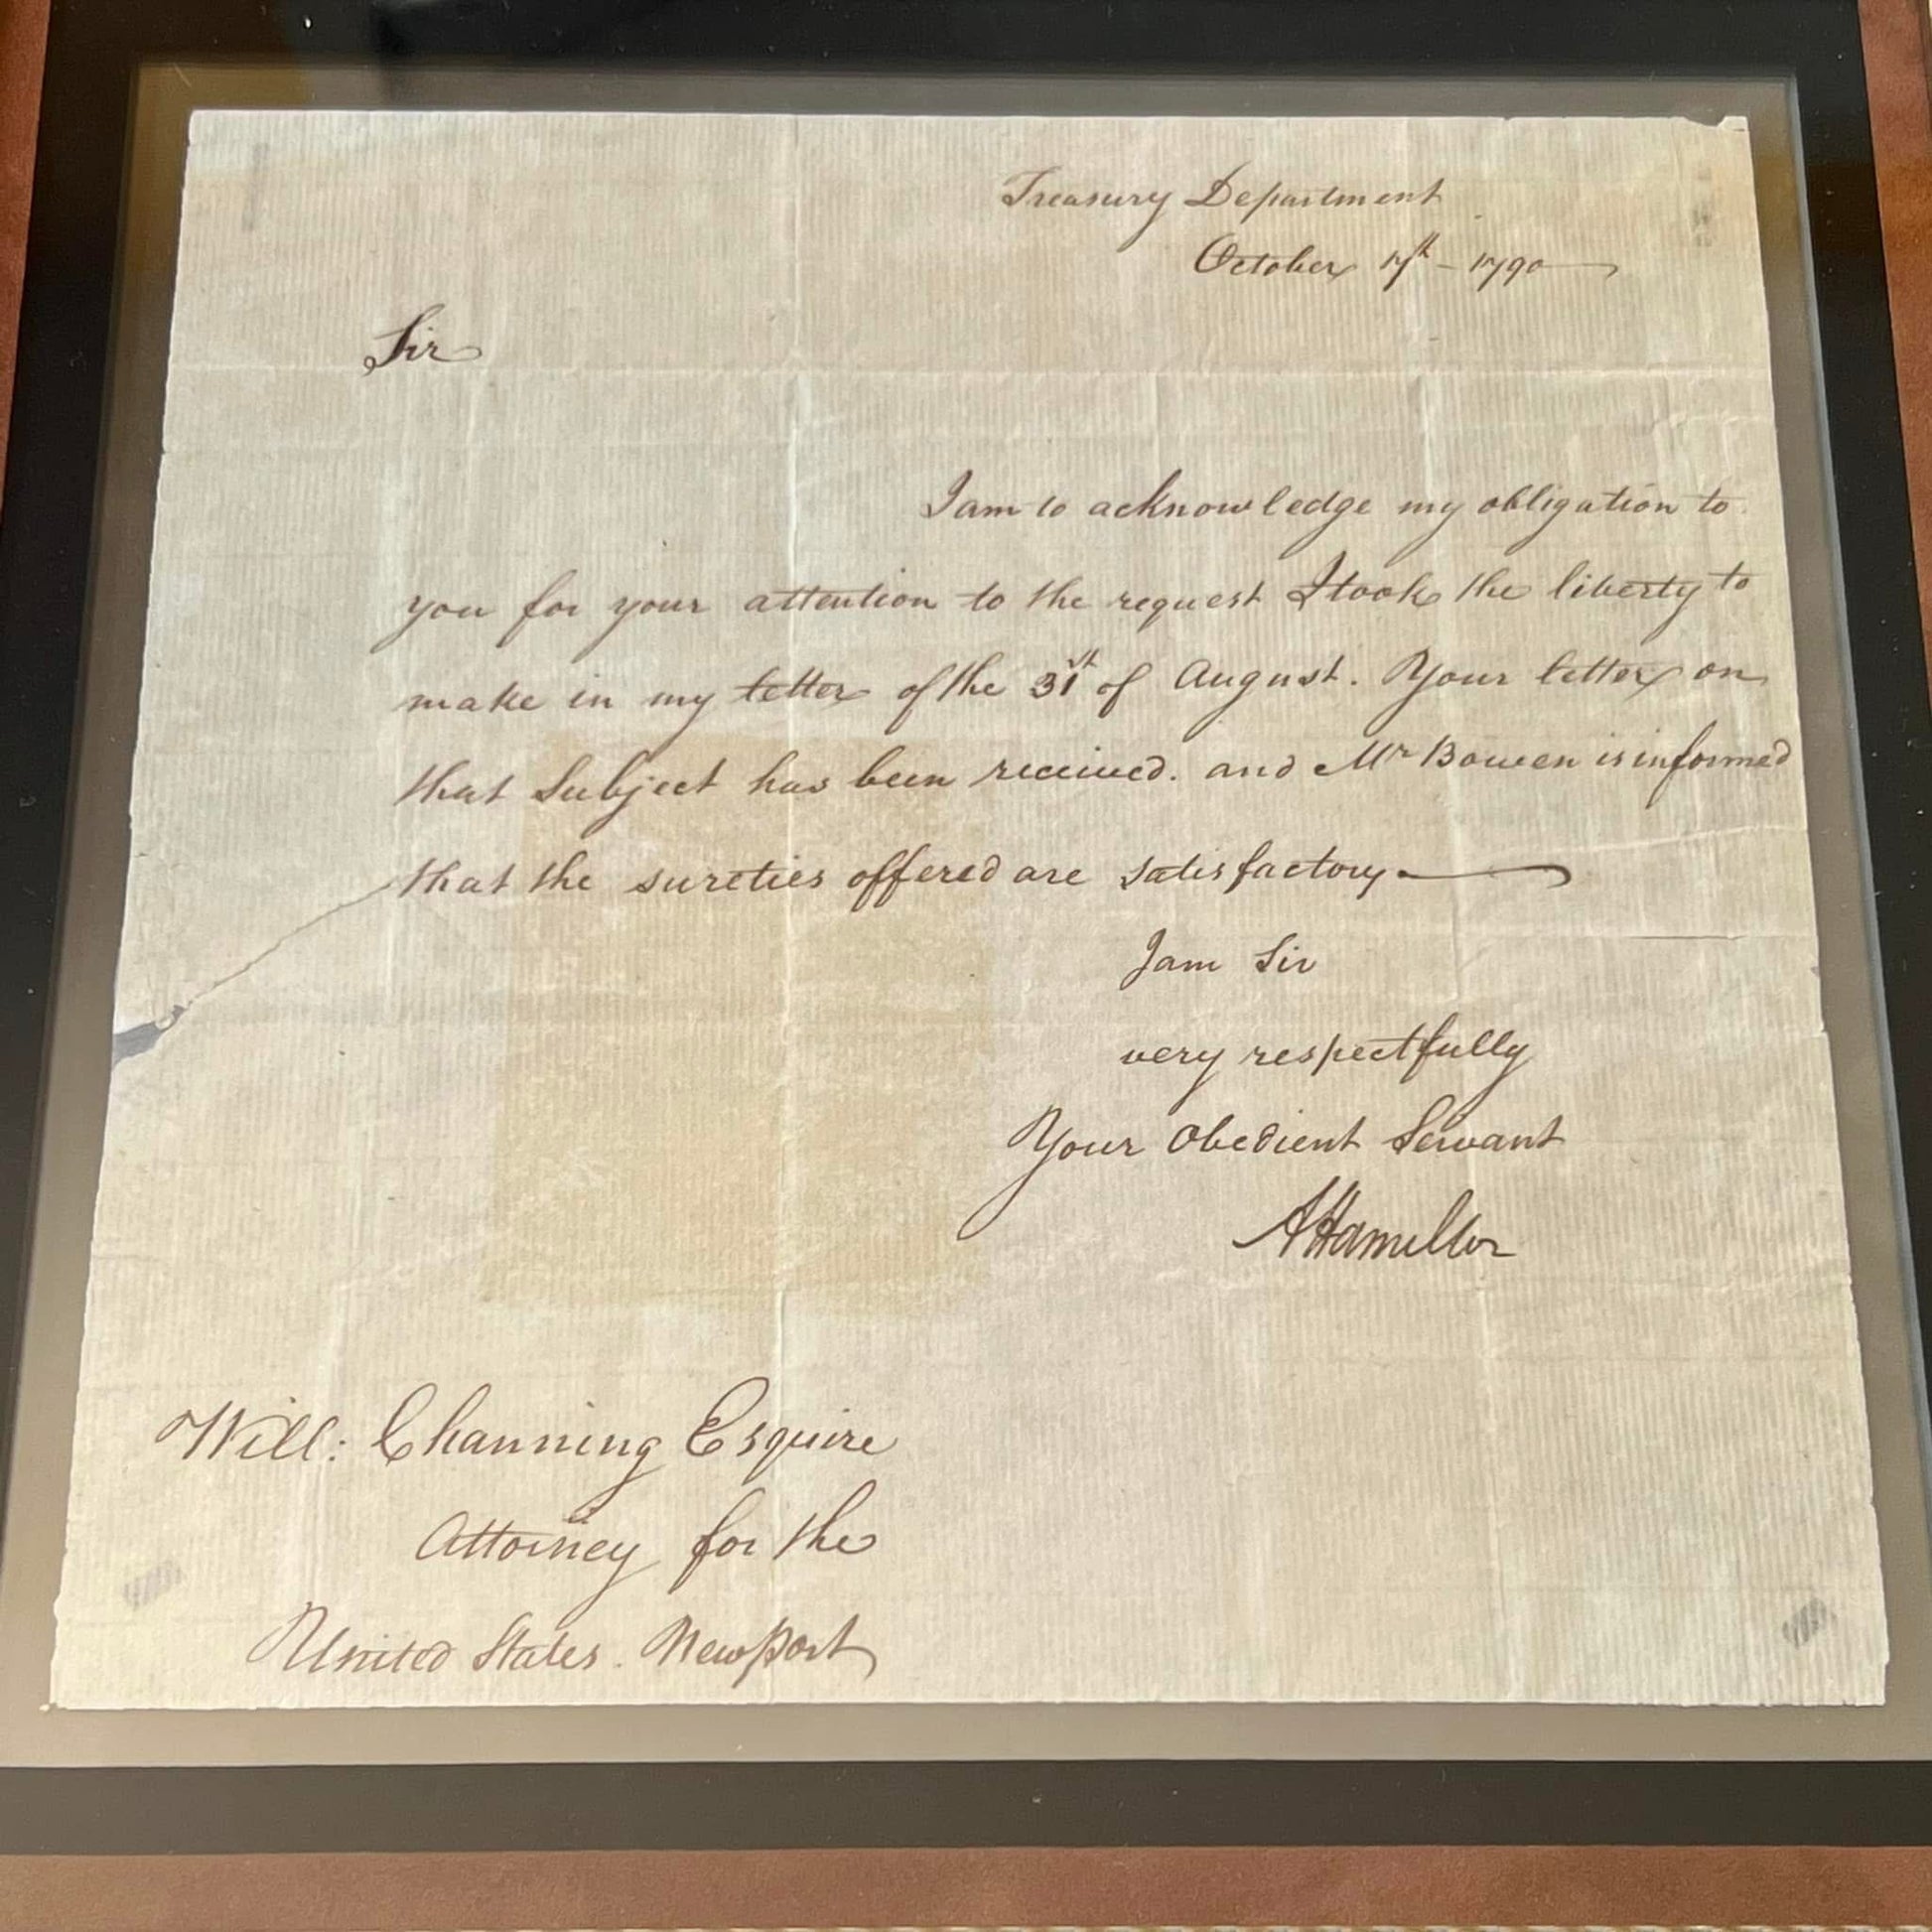 Treasury Department
October 17th - 1790
Sir
I am to acknowledge my obligation to
you for your attention to the request I took the liberty to
make in my letter of the 31st of August. Your letter on
that Subject has been received. and Mr Bowen is informed
that the sureties offered are satisfactory
I am Sir
very respectfully
Your Obedient Servant
AHamilton
Will: Channing Esquire
Attorney for the
United States. Newport